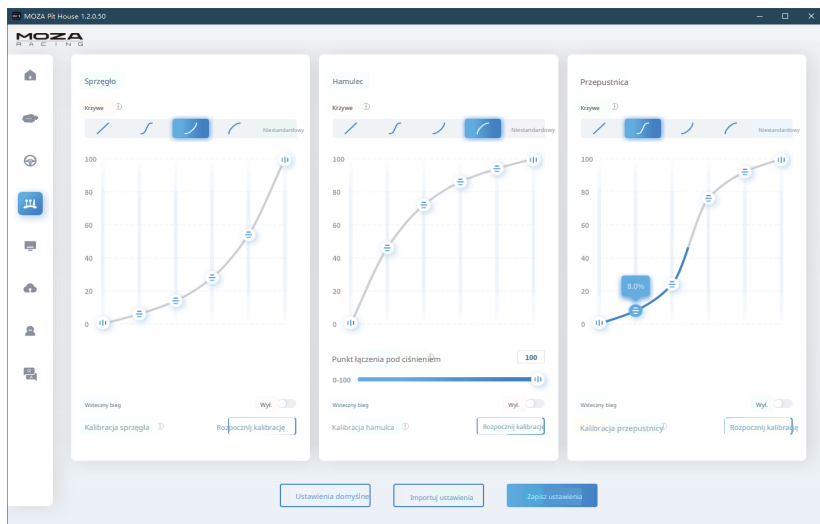 MOZA Pit House 1.2.0.50
MOZA
RACING
Sprzęgło
Krzywe
Niestandardowy
100
80
60
40
20
0
Wsteczny bieg
Wył.
Kalibracja sprzęgła
Rozpocznij kalibrację
Hamulec
Krzywe
Niestandardowy
100
80
60
40
20
0
Punkt łączenia pod ciśnieniem
100
0-100
Wsteczny bieg
Wył.
Kalibracja hamulca
Rozpocznij kalibrację
Przepustnica
Krzywe
Niestandardowy
100
80
60
40
20
0
8.0%
Wsteczny bieg
Wył.
Kalibracja przepustnicy
Rozpocznij kalibrację
Ustawienia domyślne
Importuj ustawienia
Zapisz ustawienia